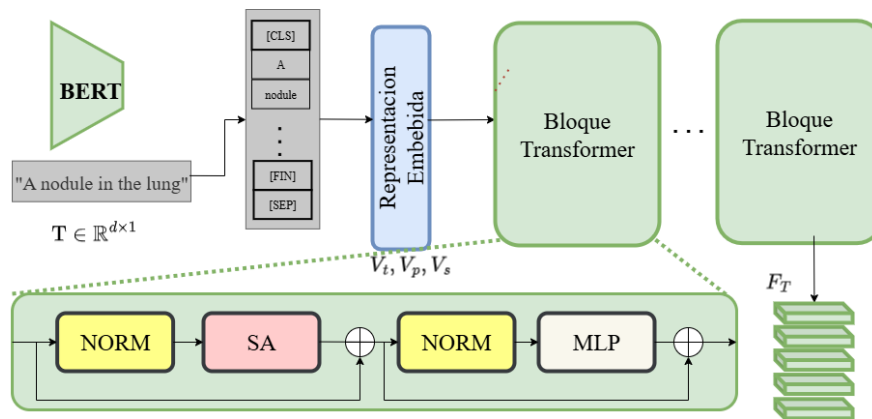 BERT
"A nodule in the lung"
T ∈ ℝ^{d×1}
[CLS]
A
nodule
[FIN]
[SEP]
Representacion
Embebida
V_t, V_p, V_s
Bloque
Transformer
...
Bloque
Transformer
F_T
NORM
SA
NORM
MLP